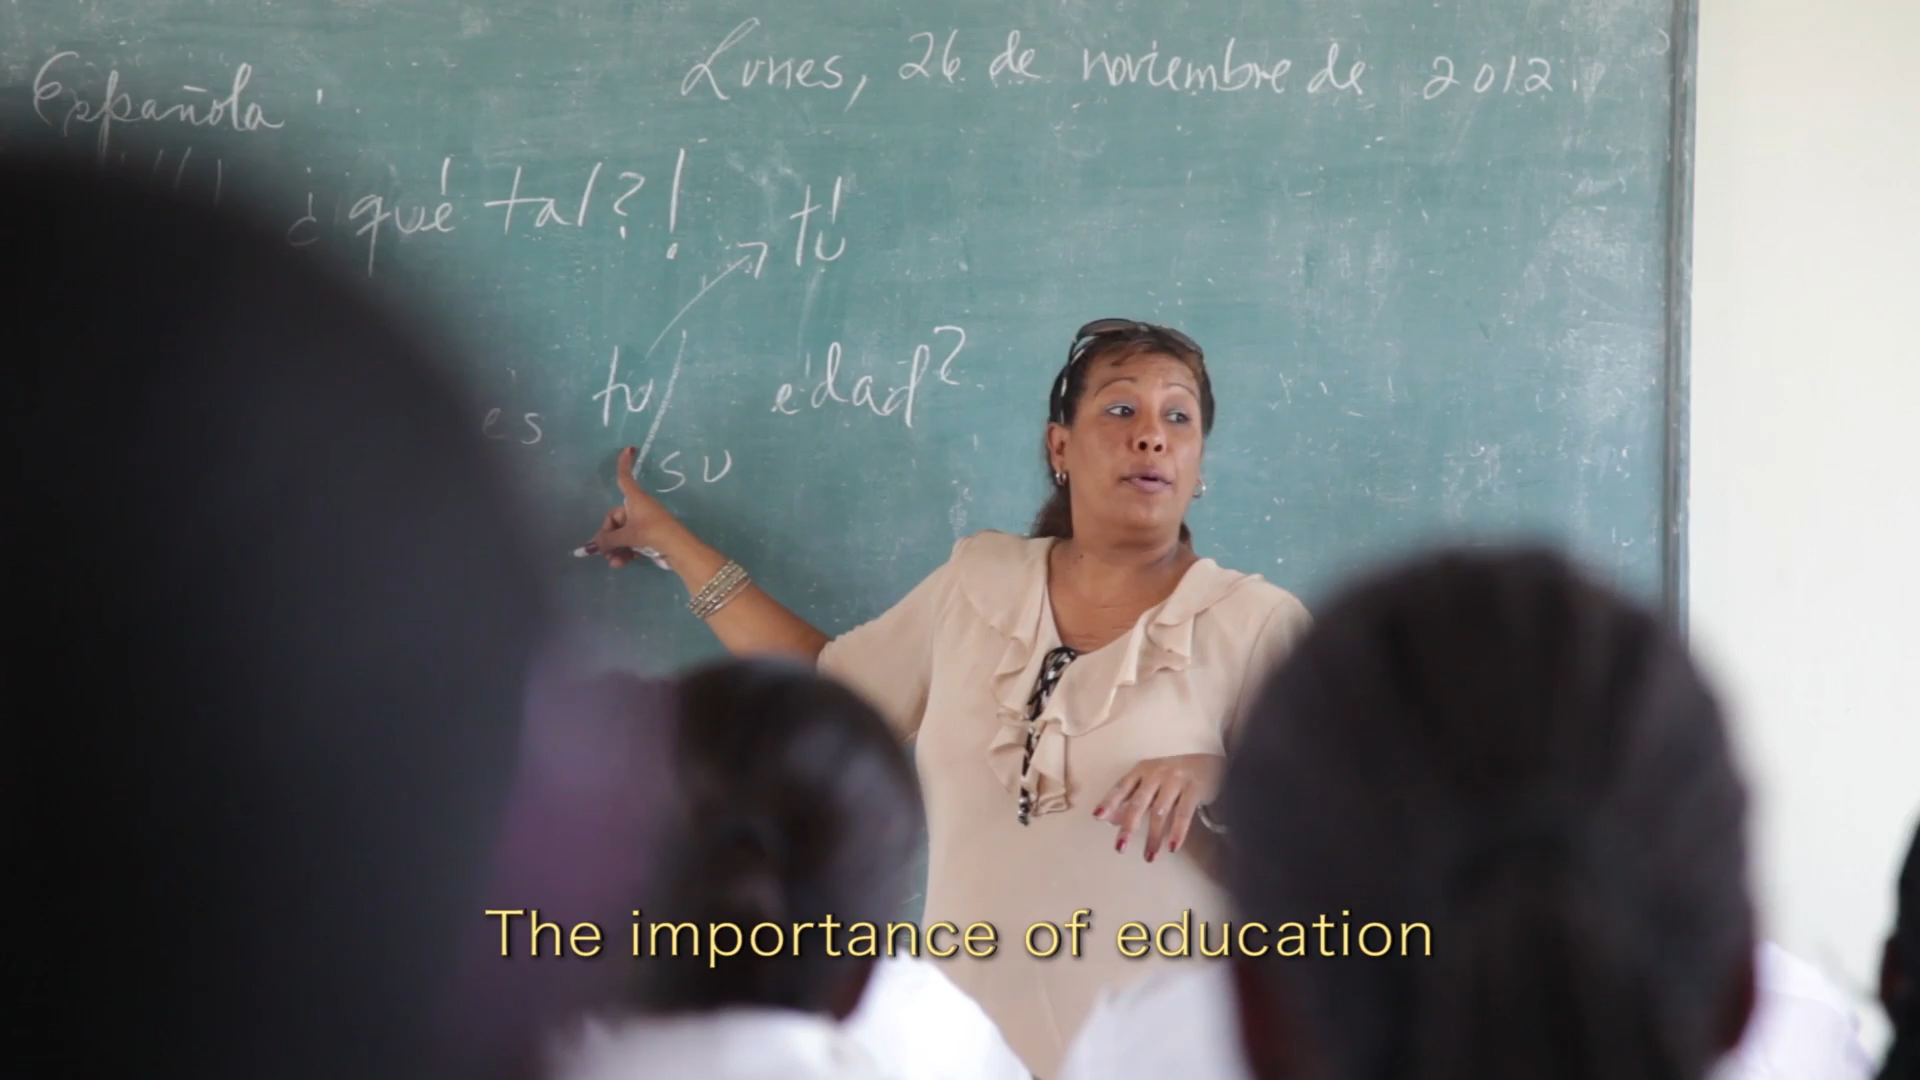 Lunes, 26 de noviembre de 2012.
Española
¿qué tal?!
tú
es tu/su edad?
The importance of education